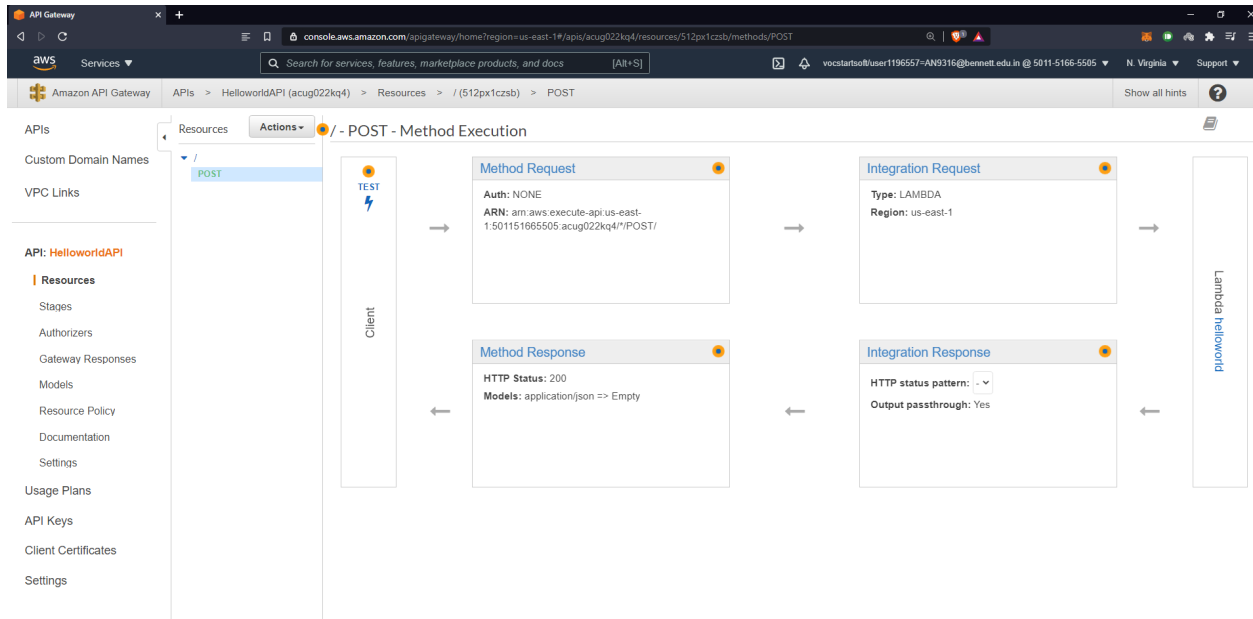 API Gateway
console.aws.amazon.com/apigateway/home?region=us-east-1#/apis/acug022kq4/resources/512px1czsb/methods/POST
aws Services ▼ Search for services, features, marketplace products, and docs [Alt+S] vocstartsoft/user1196557=AN9316@bennett.edu.in @ 5011-5166-5505 ▼ N. Virginia ▼ Support ▼
Amazon API Gateway APIs > HelloworldAPI (acug022kq4) > Resources > / (512px1czsb) > POST Show all hints ?
APIs
Custom Domain Names
VPC Links
API: HelloworldAPI
Resources
Stages
Authorizers
Gateway Responses
Models
Resource Policy
Documentation
Settings
Usage Plans
API Keys
Client Certificates
Settings
Resources Actions
/
POST
/ - POST - Method Execution
TEST
Client
Method Request
Auth: NONE
ARN: arn:aws:execute-api:us-east-
1:501151665505:acug022kq4/*/POST/
Integration Request
Type: LAMBDA
Region: us-east-1
Lambda helloworld
Method Response
HTTP Status: 200
Models: application/json => Empty
Integration Response
HTTP status pattern: -
Output passthrough: Yes